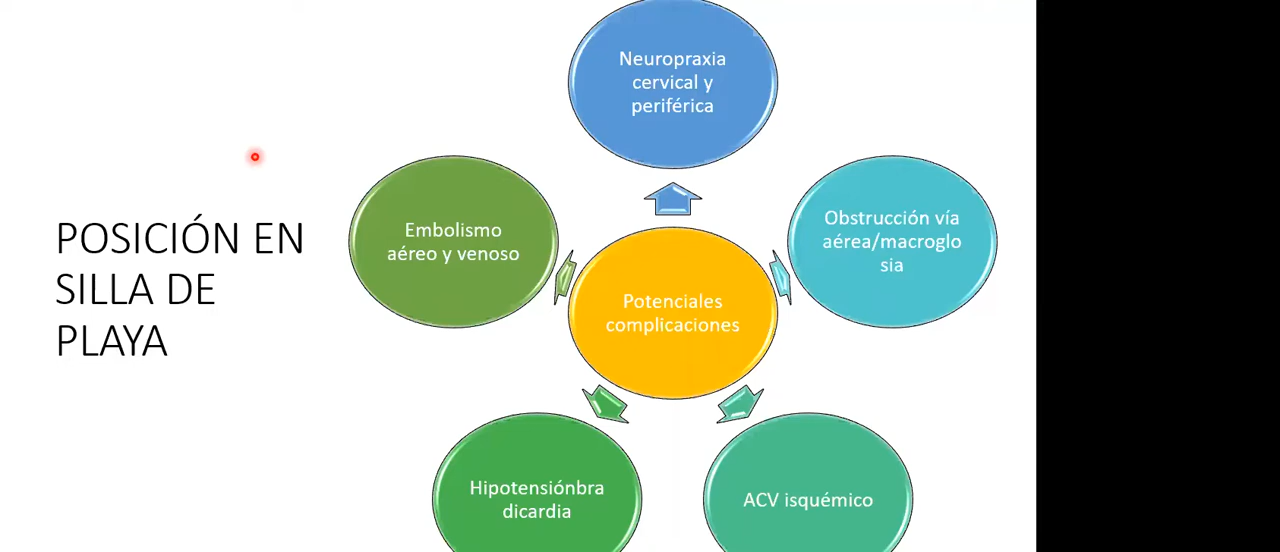 POSICIÓN EN
SILLA DE
PLAYA
Neuropraxia
cervical y
periférica
Obstrucción vía
aérea/macroglo
sia
Embolismo
aéreo y venoso
Potenciales
complicaciones
Hipotensiónbra
dicardia
ACV isquémico